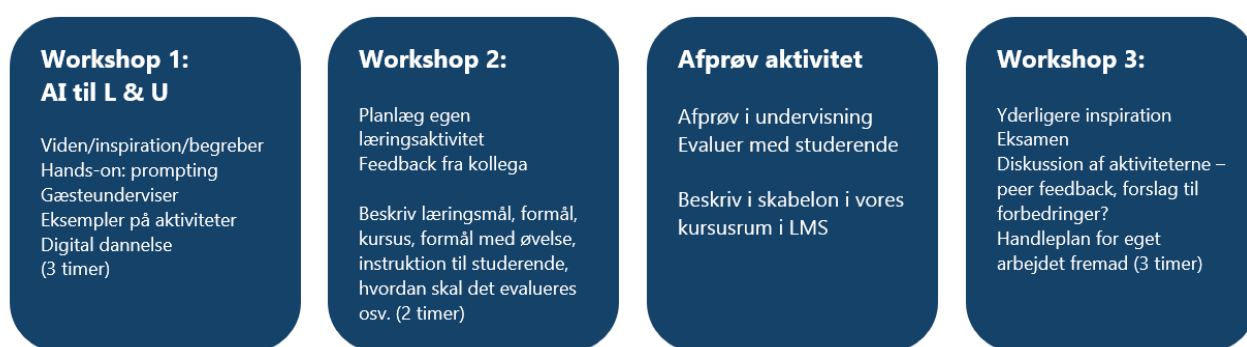 Workshop 1:
AI til L & U
Viden/inspiration/begreber
Hands-on: prompting
Gæsteunderviser
Eksempler på aktiviteter
Digital dannelse
(3 timer)
Workshop 2:
Planlæg egen
læringsaktivitet
Feedback fra kollega
Beskriv læringsmål, formål,
kursus, formål med øvelse,
instruktion til studerende,
hvordan skal det evalueres
osv. (2 timer)
Afprøv aktivitet
Afprøv i undervisning
Evaluer med studerende
Beskriv i skabelon i vores
kursusrum i LMS
Workshop 3:
Yderligere inspiration
Eksamen
Diskussion af aktiviteterne –
peer feedback, forslag til
forbedringer?
Handleplan for eget
arbejdet fremad (3 timer)